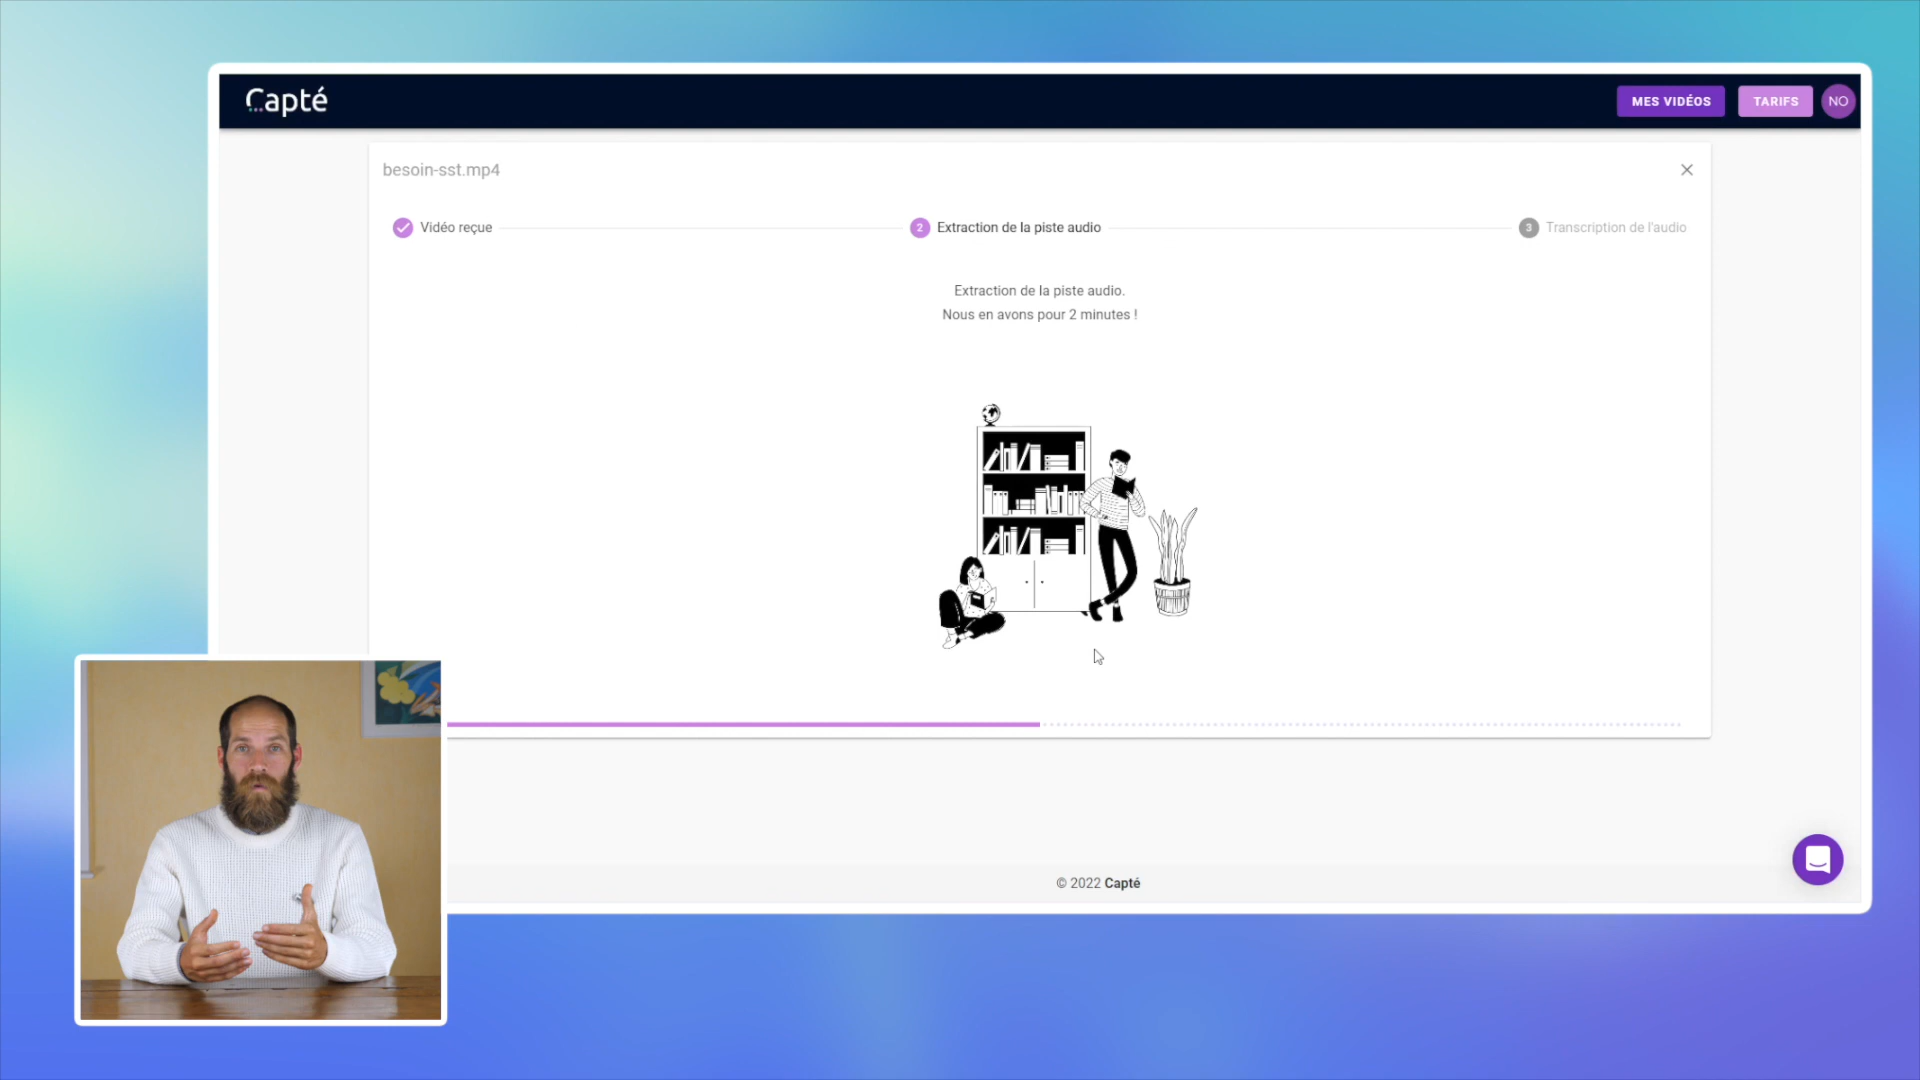 Capté
MES VIDÉOS
TARIFS
NO
besoin-sst.mp4
Vidéo reçue
2
Extraction de la piste audio
3
Transcription de l'audio
Extraction de la piste audio.
Nous en avons pour 2 minutes !
© 2022 Capté